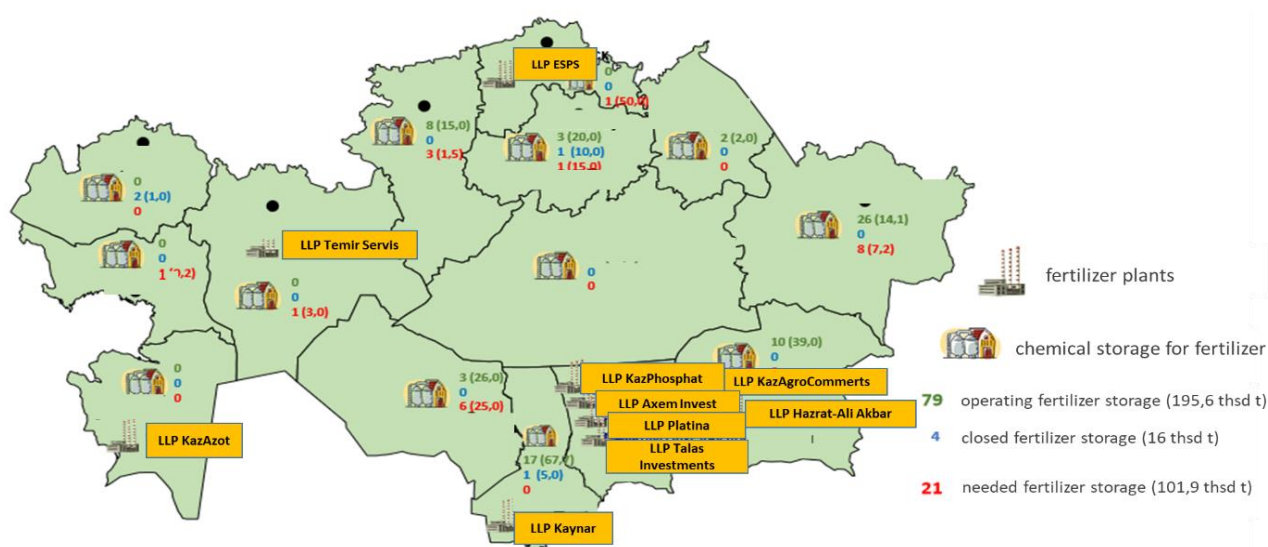 LLP ESPS
0
0
1 (50,0)
8 (15,0)
0
3 (1,5)
3 (20,0)
1 (10,0)
1 (15,0)
2 (2,0)
0
0
0
2 (1,0)
0
26 (14,1)
0
8 (7,2)
LLP Temir Servis
0
0
0
0
0
0
1 (3,0)
fertilizer plants
chemical storage for fertilizer
10 (39,0)
0
0
0
0
3 (26,0)
0
6 (25,0)
LLP KazPhosphat
LLP KazAgroCommerts
LLP Axem Invest
LLP Hazrat-Ali Akbar
LLP Platina
LLP Talas
Investments
79 operating fertilizer storage (195,6 thsd t)
4 closed fertilizer storage (16 thsd t)
21 needed fertilizer storage (101,9 thsd t)
LLP KazAzot
1 (5,0)
0
LLP Kaynar